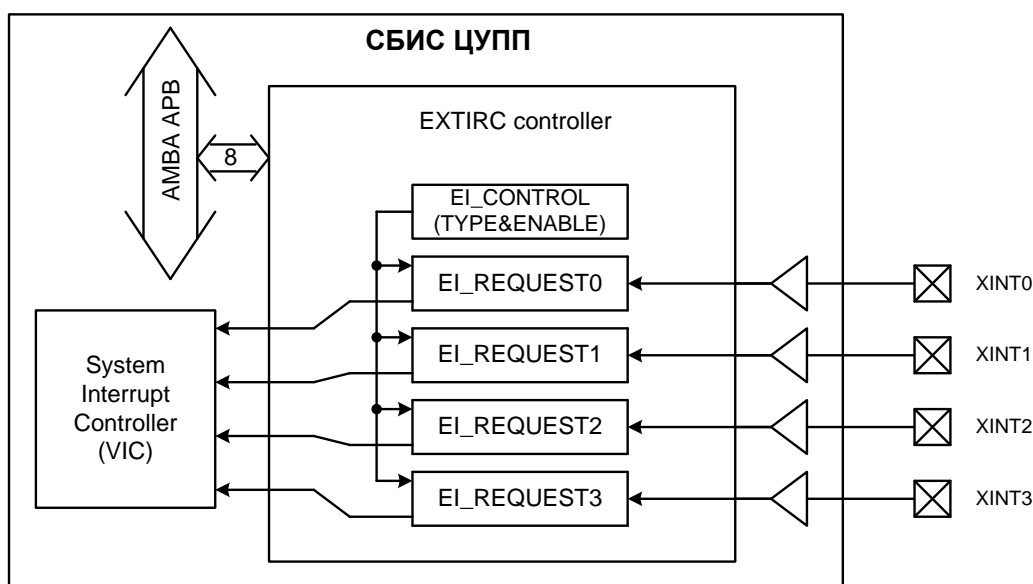 СБИС ЦУПП
AMBA APB
8
EXTIRC controller
EI_CONTROL
(TYPE&ENABLE)
EI_REQUEST0
XINT0
EI_REQUEST1
XINT1
EI_REQUEST2
XINT2
EI_REQUEST3
XINT3
System
Interrupt
Controller
(VIC)